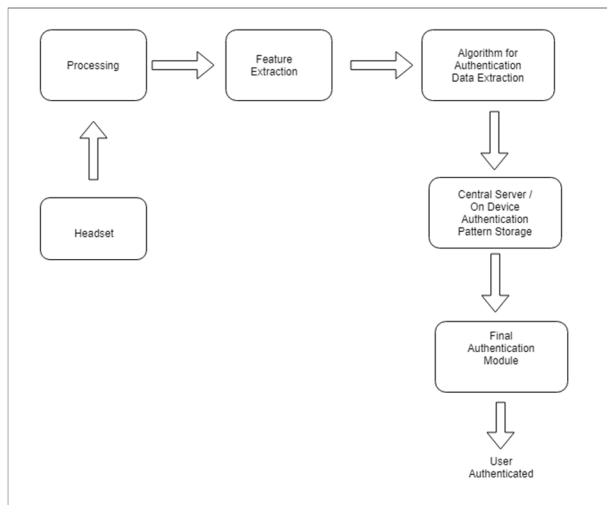 Processing
Feature
Extraction
Algorithm for
Authentication
Data Extraction
Headset
Central Server /
On Device
Authentication
Pattern Storage
Final
Authentication
Module
User
Authenticated